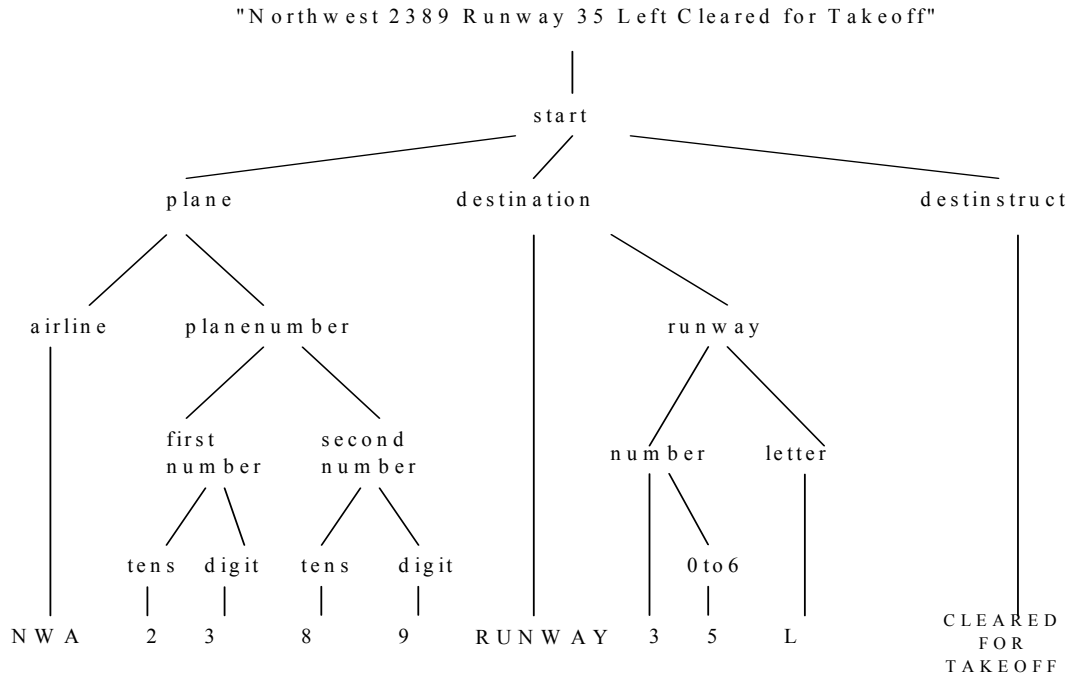 "Northwest 2389 Runway 35 Left Cleared for Takeoff"
start
plane destination destinstruct
airline planenumber runway
first second
number number number letter
tens digit tens digit 0to6
NWA 2 3 8 9 RUNWAY 3 5 L CLEARED
FOR
TAKEOFF